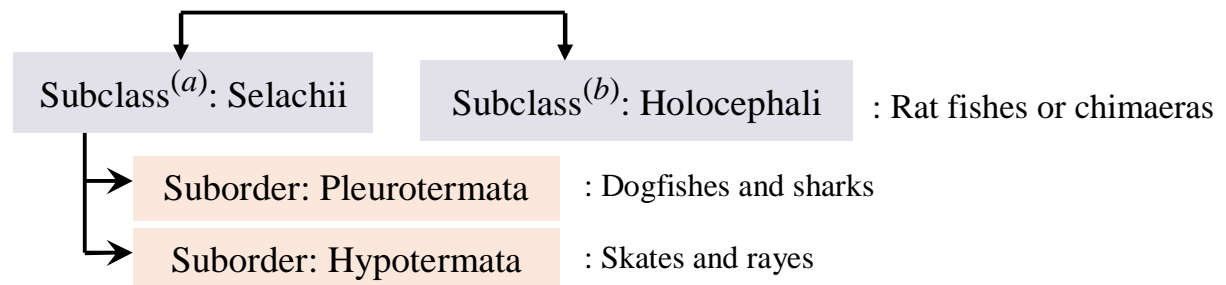 Subclass(a): Selachii
Subclass(b): Holocephali : Rat fishes or chimaeras
Suborder: Pleurotermata : Dogfishes and sharks
Suborder: Hypotermata : Skates and rayes